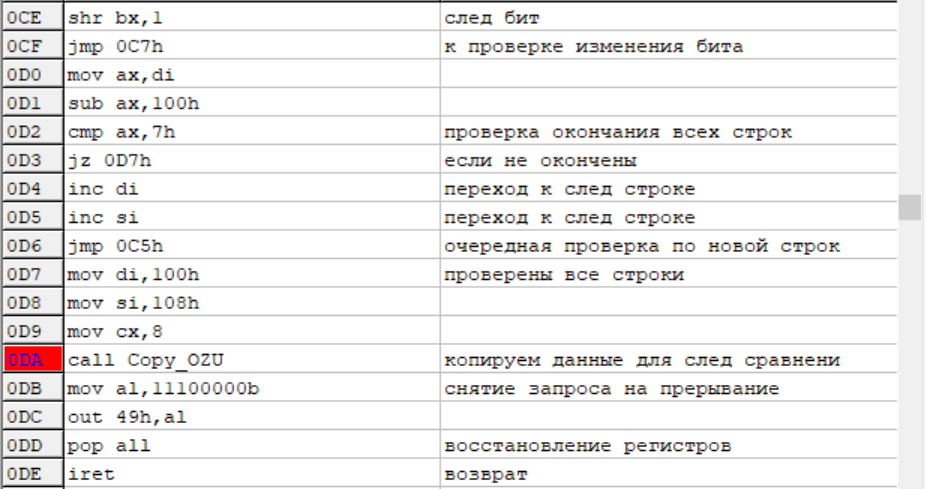 0CE shr bx,1 след бит
0CF jmp 0C7h к проверке изменения бита
0D0 mov ax,di
0D1 sub ax,100h
0D2 cmp ax,7h проверка окончания всех строк
0D3 jz 0D7h если не окончены
0D4 inc di переход к след строке
0D5 inc si переход к след строке
0D6 jmp 0C5h очередная проверка по новой строк
0D7 mov di,100h проверены все строки
0D8 mov si,108h
0D9 mov cx,8
0DA call Copy_OZU копируем данные для след сравнени
0DB mov al,11100000b снятие запроса на прерывание
0DC out 49h,al
0DD pop all восстановление регистров
0DE iret возврат